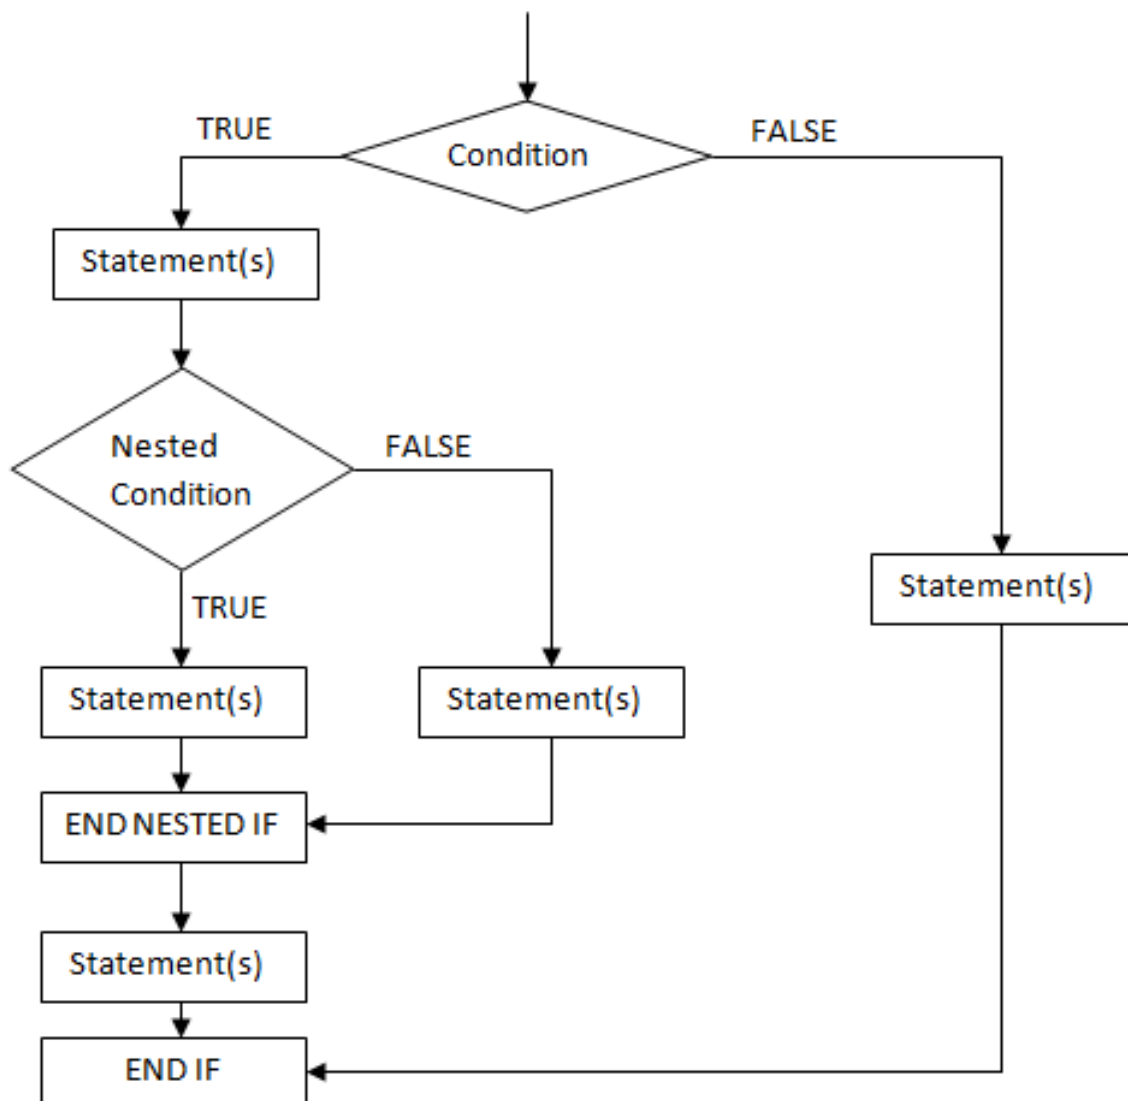 TRUE
Condition
FALSE
Statement(s)
Nested
Condition
FALSE
TRUE
Statement(s)
Statement(s)
Statement(s)
END NESTED IF
Statement(s)
END IF